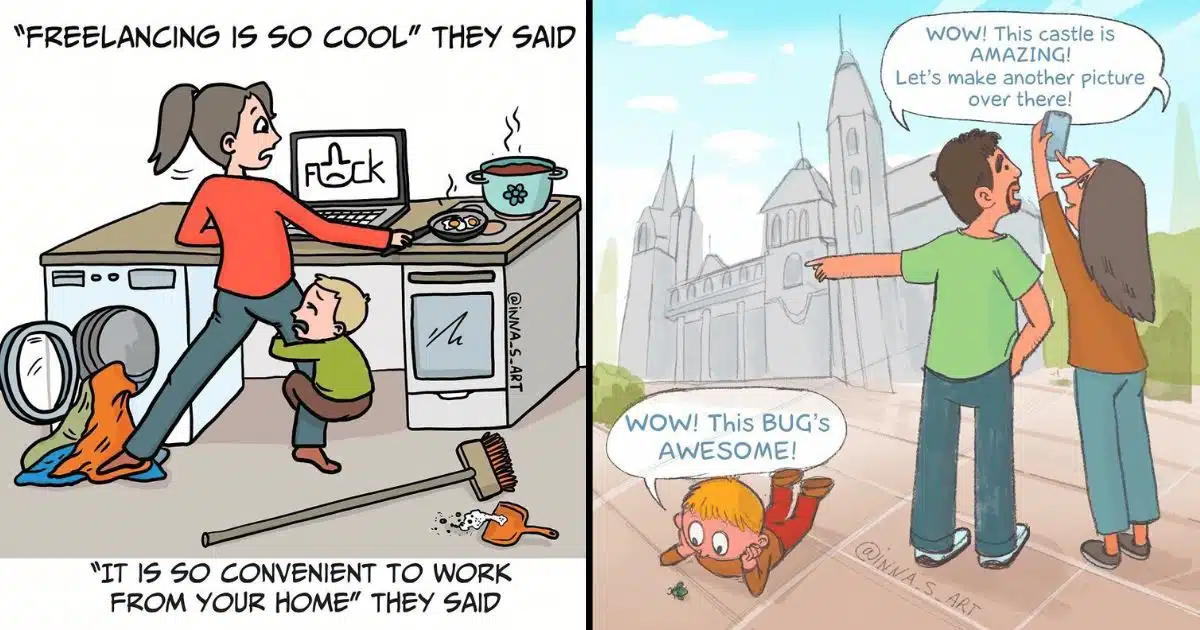 "FREELANCING IS SO COOL" THEY SAID
FUCK
@INNA_S_ART
"IT IS SO CONVENIENT TO WORK
FROM YOUR HOME" THEY SAID
WOW! This castle is
AMAZING!
Let's make another picture
over there!
WOW! This BUG's
AWESOME!
@INNA_S_ART